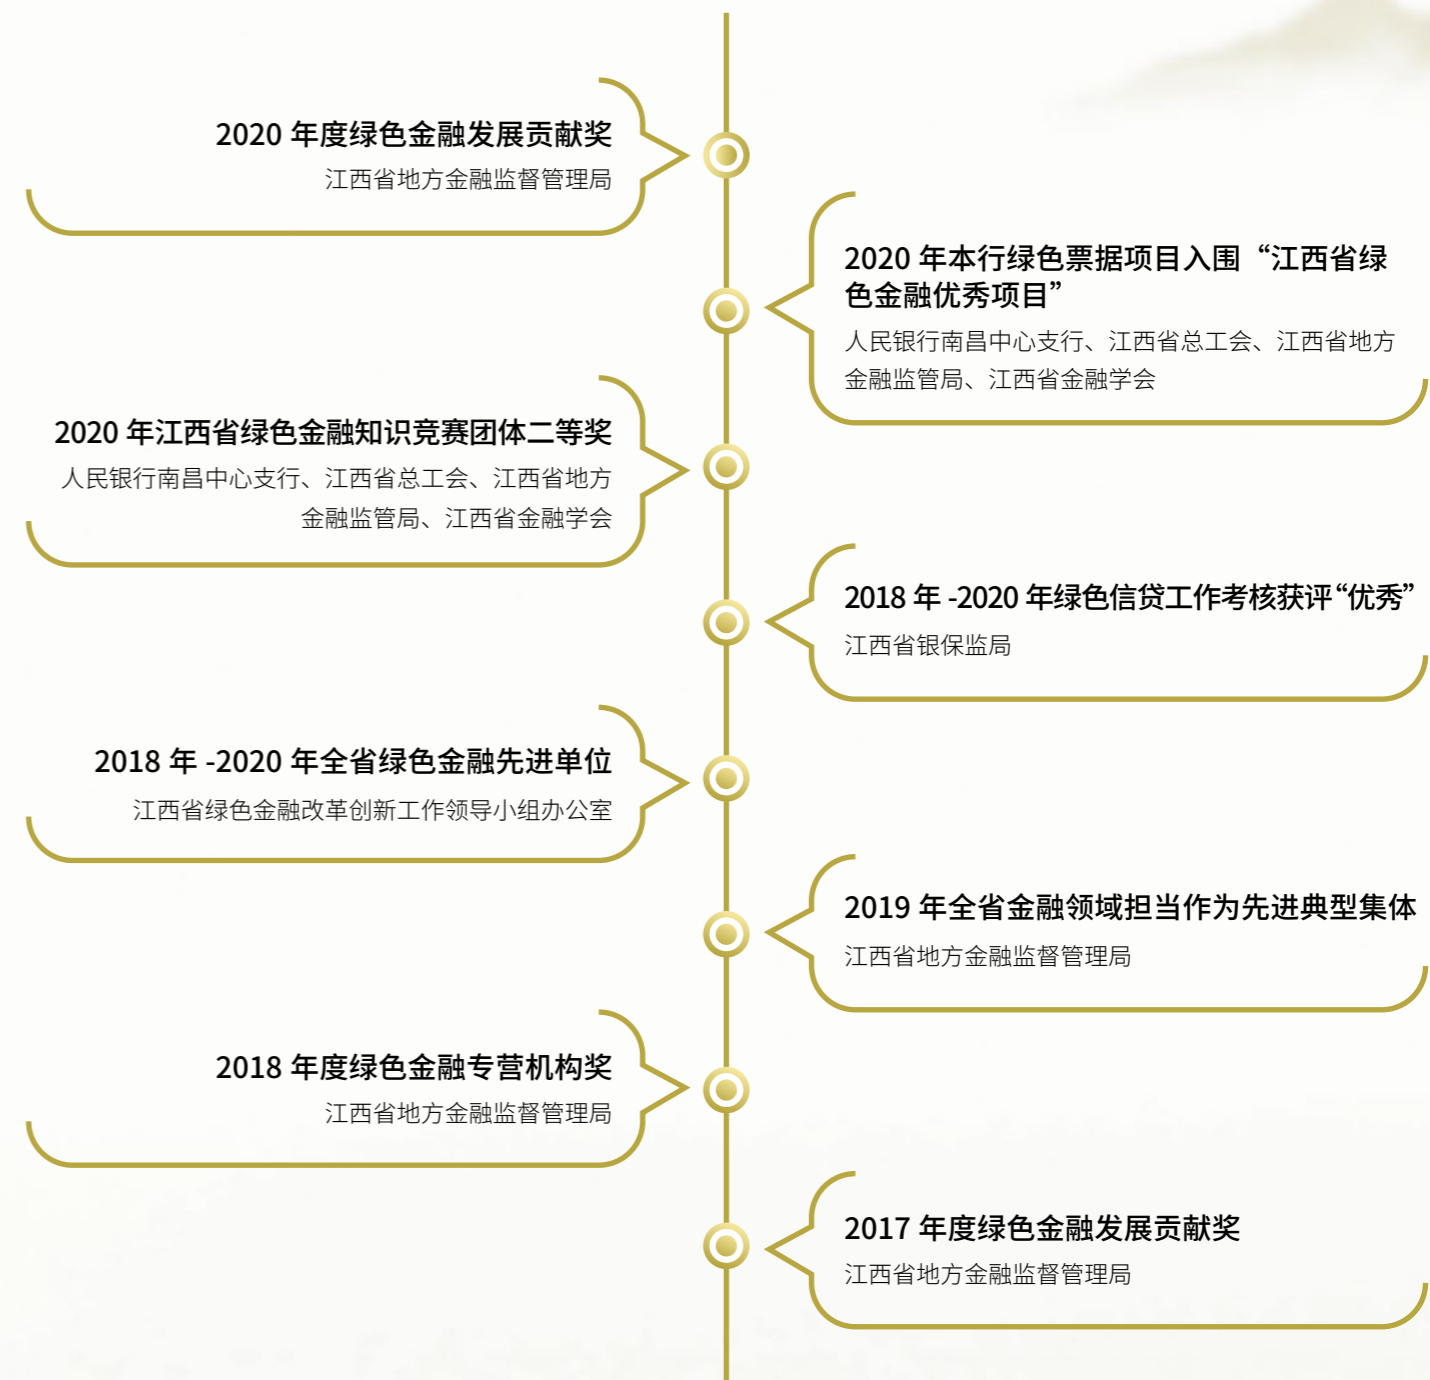 2020 年度绿色金融发展贡献奖
江西省地方金融监督管理局
2020 年本行绿色票据项目入围“江西省绿
色金融优秀项目”
人民银行南昌中心支行、江西省总工会、江西省地方
金融监管局、江西省金融学会
2020 年江西省绿色金融知识竞赛团体二等奖
人民银行南昌中心支行、江西省总工会、江西省地方
金融监管局、江西省金融学会
2018 年 -2020 年绿色信贷工作考核获评“优秀”
江西省银保监局
2018 年 -2020 年全省绿色金融先进单位
江西省绿色金融改革创新工作领导小组办公室
2019 年全省金融领域担当作为先进典型集体
江西省地方金融监督管理局
2018 年度绿色金融专营机构奖
江西省地方金融监督管理局
2017 年度绿色金融发展贡献奖
江西省地方金融监督管理局